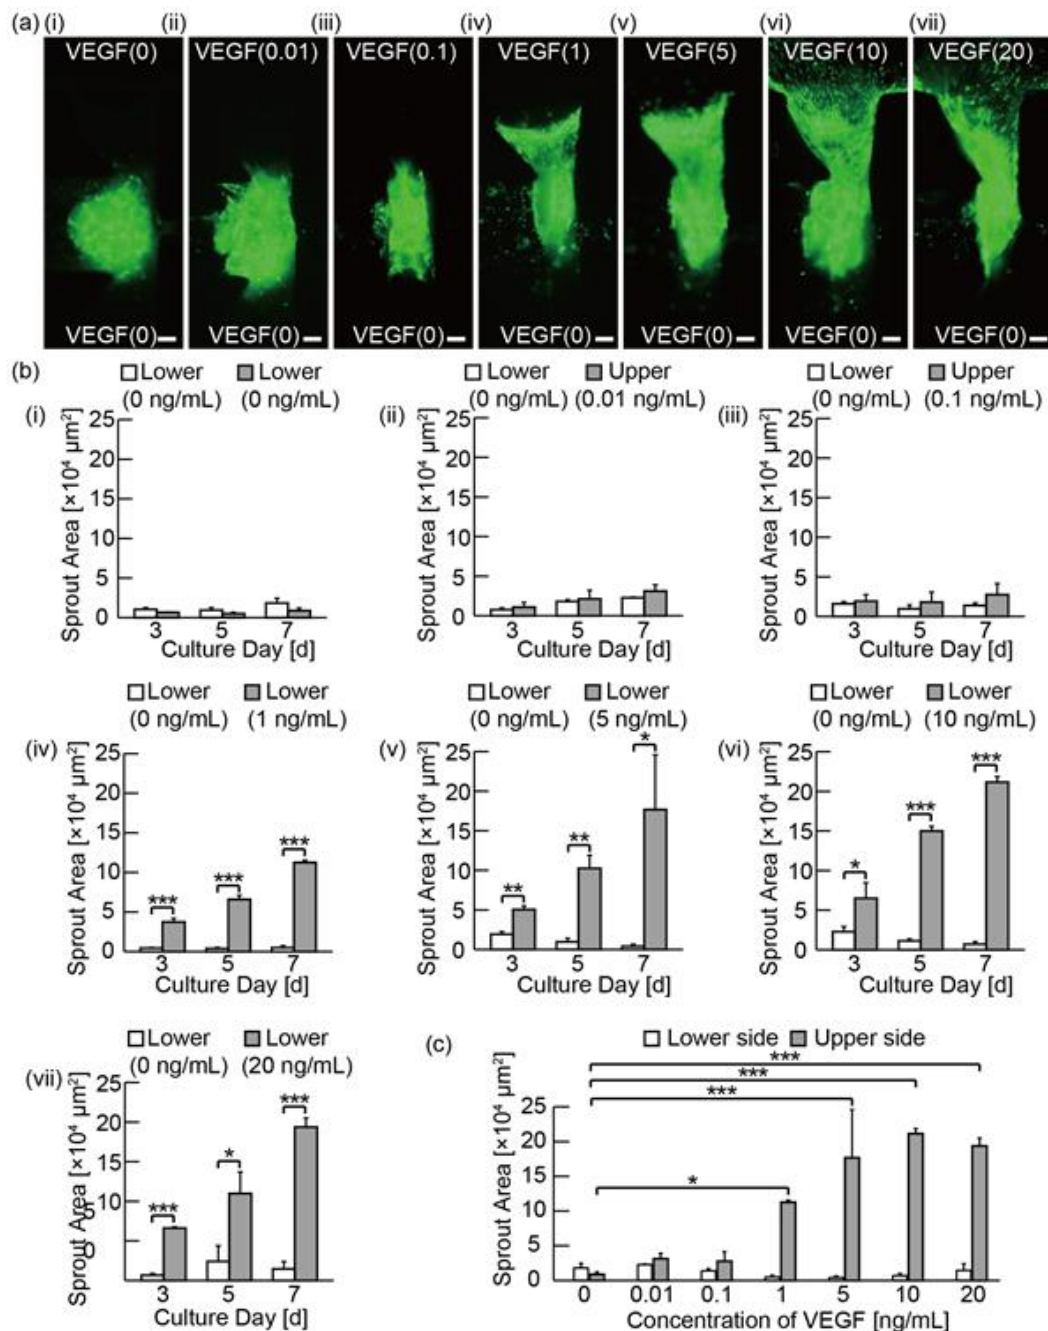 (a) (i) (ii) (iii) (iv) (v) (vi) (vii)
VEGF(0) VEGF(0.01) VEGF(0.1) VEGF(1) VEGF(5) VEGF(10) VEGF(20)
VEGF(0) VEGF(0) VEGF(0) VEGF(0) VEGF(0) VEGF(0) VEGF(0)
(b)
(i)
Lower Lower
(0 ng/mL) (0 ng/mL)
Sprout Area [×10⁴ μm²]
25
20
15
10
5
0
3 5 7
Culture Day [d]
(ii)
Lower Upper
(0 ng/mL) (0.01 ng/mL)
Sprout Area [×10⁴ μm²]
25
20
15
10
5
0
3 5 7
Culture Day [d]
(iii)
Lower Upper
(0 ng/mL) (0.1 ng/mL)
Sprout Area [×10⁴ μm²]
25
20
15
10
5
0
3 5 7
Culture Day [d]
(iv)
Lower Lower
(0 ng/mL) (1 ng/mL)
Sprout Area [×10⁴ μm²]
25
20
15
10
5
0
*** *** ***
3 5 7
Culture Day [d]
(v)
Lower Lower
(0 ng/mL) (5 ng/mL)
Sprout Area [×10⁴ μm²]
25
20
15
10
5
0
** ** *
3 5 7
Culture Day [d]
(vi)
Lower Lower
(0 ng/mL) (10 ng/mL)
Sprout Area [×10⁴ μm²]
25
20
15
10
5
0
* *** ***
3 5 7
Culture Day [d]
(vii)
Lower Lower
(0 ng/mL) (20 ng/mL)
Sprout Area [×10⁴ μm²]
25
20
15
10
5
0
*** * ***
3 5 7
Culture Day [d]
(c)
Lower side Upper side
***
***
***
*
Sprout Area [×10⁴ μm²]
25
20
15
10
5
0
0 0.01 0.1 1 5 10 20
Concentration of VEGF [ng/mL]